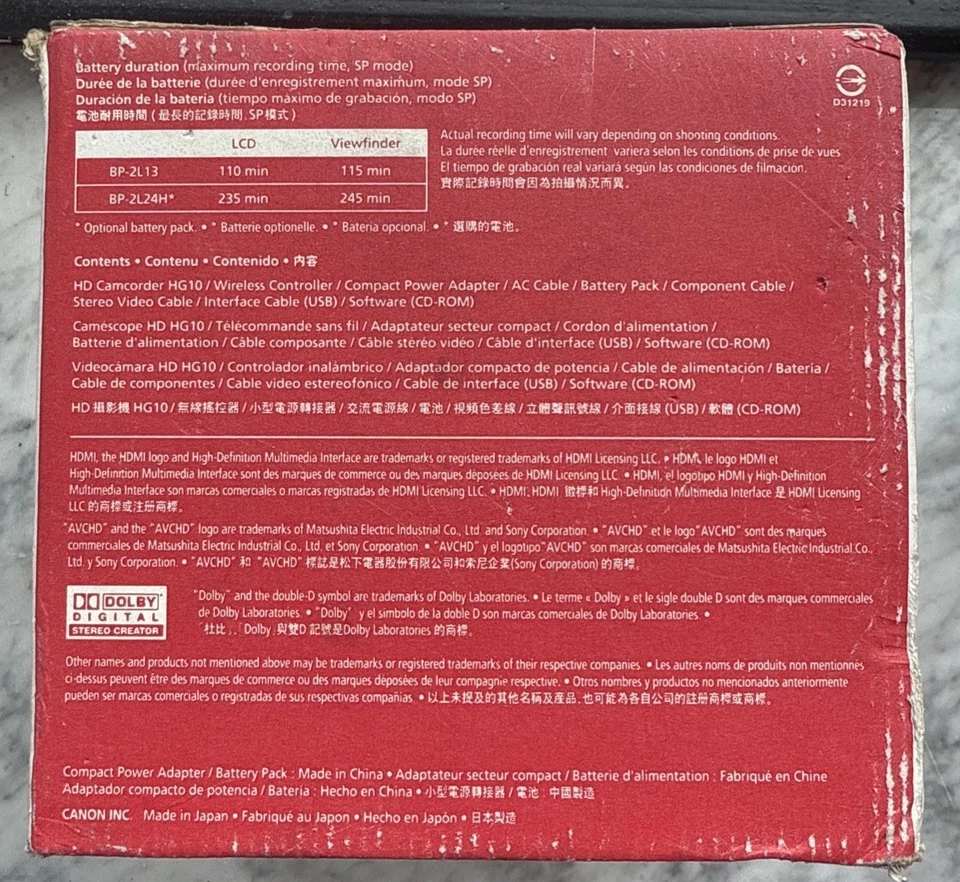 Battery duration (maximum recording time, SP mode)
Durée de la batterie (durée d'enregistrement maximum, mode SP)
Duración de la batería (tiempo máximo de grabación, modo SP)
電池耐用時間 (最長的記錄時間, SP模式)
D31219
LCD Viewfinder
BP-2L13 110 min 115 min
BP-2L24H* 235 min 245 min
Actual recording time will vary depending on shooting conditions.
La durée réelle d'enregistrement variera selon les conditions de prise de vues.
El tiempo de grabación real variará según las condiciones de filmación.
實際記錄時間會因為拍攝情況而異。
* Optional battery pack. • * Batterie optionelle. • * Bateria opcional. • * 選購的電池。
Contents • Contenu • Contenido • 內容
HD Camcorder HG10 / Wireless Controller / Compact Power Adapter / AC Cable / Battery Pack / Component Cable /
Stereo Video Cable / Interface Cable (USB) / Software (CD-ROM)
Caméscope HD HG10 / Télécommande sans fil / Adaptateur secteur compact / Cordon d'alimentation /
Batterie d'alimentation / Câble composante / Câble stéréo vidéo / Câble d'interface (USB) / Software (CD-ROM)
Videocámara HD HG10 / Controlador inalámbrico / Adaptador compacto de potencia / Cable de alimentación / Batería /
Cable de componentes / Cable video estereofónico / Cable de interface (USB) / Software (CD-ROM)
HD 攝影機 HG10 / 無線搖控器 / 小型電源轉接器 / 交流電源線 / 電池 / 視頻色差線 / 立體聲訊號線 / 介面接線 (USB) / 軟體 (CD-ROM)
HDMI, the HDMI logo and High-Definition Multimedia Interface are trademarks or registered trademarks of HDMI Licensing LLC. • HDMI, le logo HDMI et
High-Definition Multimedia Interface sont des marques de commerce ou des marques déposées de HDMI Licensing LLC. • HDMI, el logotipo HDMI y High-Definition
Multimedia Interface son marcas comerciales o marcas registradas de HDMI Licensing LLC. • HDMI, HDMI 徽標和 High-Definition Multimedia Interface 是 HDMI Licensing
LLC 的商標或注册商標。
"AVCHD" and the "AVCHD" logo are trademarks of Matsushita Electric Industrial Co., Ltd. and Sony Corporation. • "AVCHD" et le logo "AVCHD" sont des marques
commerciales de Matsushita Electric Industrial Co., Ltd. et Sony Corporation. • "AVCHD" y el logotipo "AVCHD" son marcas comerciales de Matsushita Electric Industrial Co.,
Ltd. y Sony Corporation. • "AVCHD" 和 "AVCHD" 標誌是松下電器股份有限公司和索尼企業(Sony Corporation) 的商標。
DOLBY
DIGITAL
STEREO CREATOR
"Dolby" and the double-D symbol are trademarks of Dolby Laboratories. • Le terme « Dolby » et le sigle double D sont des marques commerciales
de Dolby Laboratories. • "Dolby" y el simbolo de la doble D son marcas comerciales de Dolby Laboratories. •
「杜比」,「Dolby」與雙D 記號是Dolby Laboratories 的商標。
Other names and products not mentioned above may be trademarks or registered trademarks of their respective companies. • Les autres noms de produits non mentionnés
ci-dessus peuvent être des marques de commerce ou des marques déposées de leur compagnie respective. • Otros nombres y productos no mencionados anteriormente
pueden ser marcas comerciales o registradas de sus respectivas compañías • 以上未提及的其他名稱及產品, 也可能為各自公司的註册商標或商標。
Compact Power Adapter / Battery Pack : Made in China • Adaptateur secteur compact / Batterie d'alimentation : Fabriqué en Chine
Adaptador compacto de potencia / Bateria : Hecho en China • 小型電源轉接器 / 電池 : 中國製造
CANON INC. Made in Japan • Fabriqué au Japon • Hecho en Japón • 日本製造